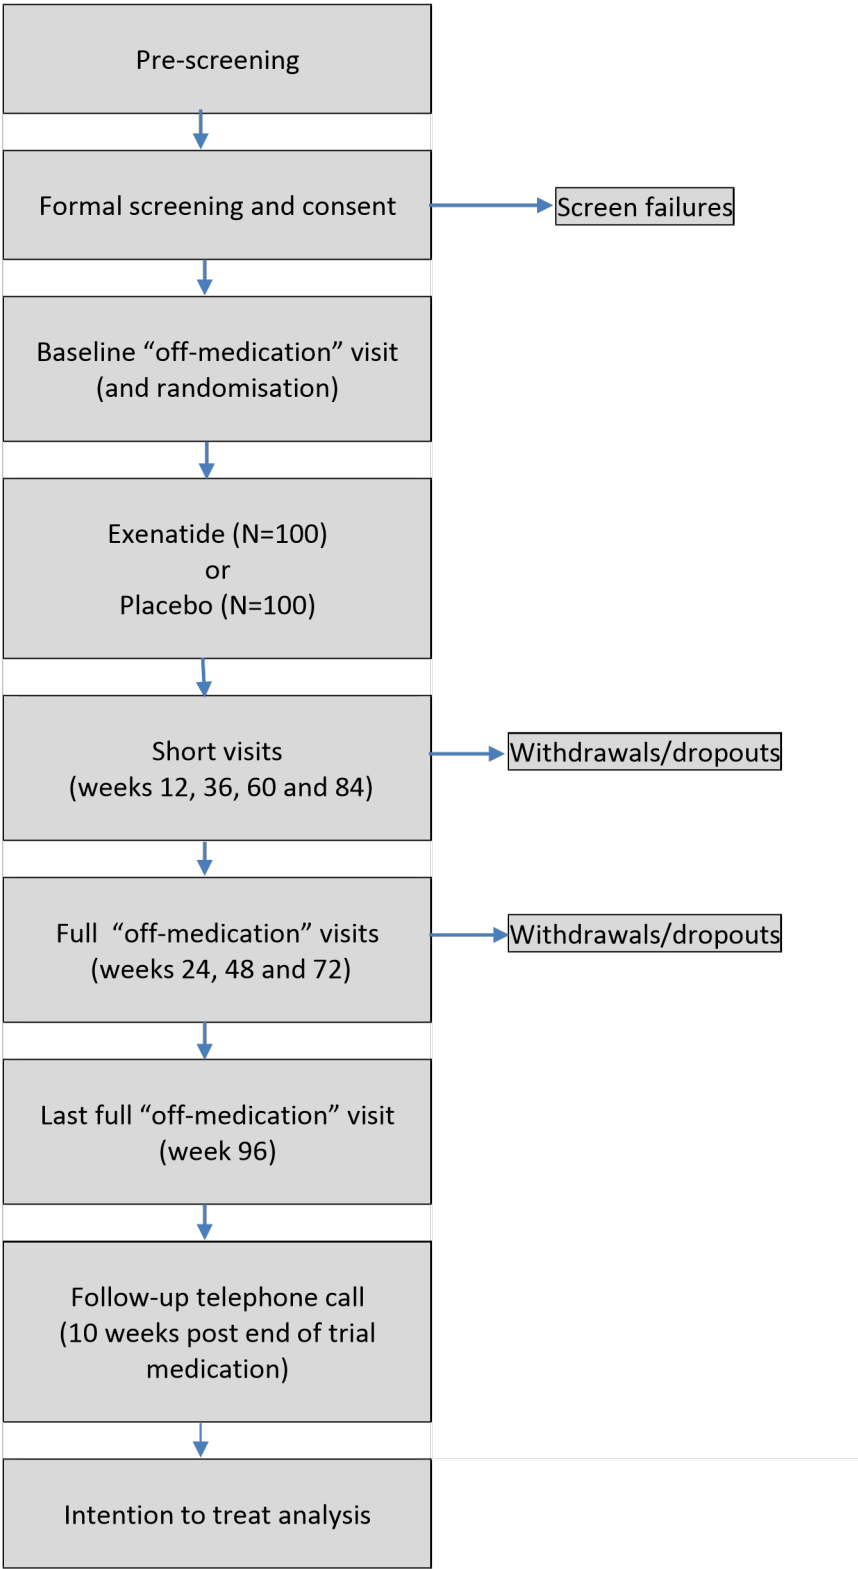 Pre-screening
Formal screening and consent
Screen failures
Baseline “off-medication” visit
(and randomisation)
Exenatide (N=100)
or
Placebo (N=100)
Short visits
(weeks 12, 36, 60 and 84)
Withdrawals/dropouts
Full “off-medication” visits
(weeks 24, 48 and 72)
Withdrawals/dropouts
Last full “off-medication” visit
(week 96)
Follow-up telephone call
(10 weeks post end of trial
medication)
Intention to treat analysis